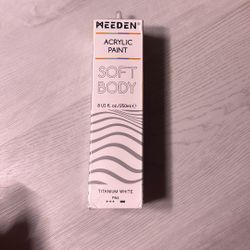 MEEDEN®
ACRYLIC
PAINT
SOFT
BODY
TITANIUM WHITE